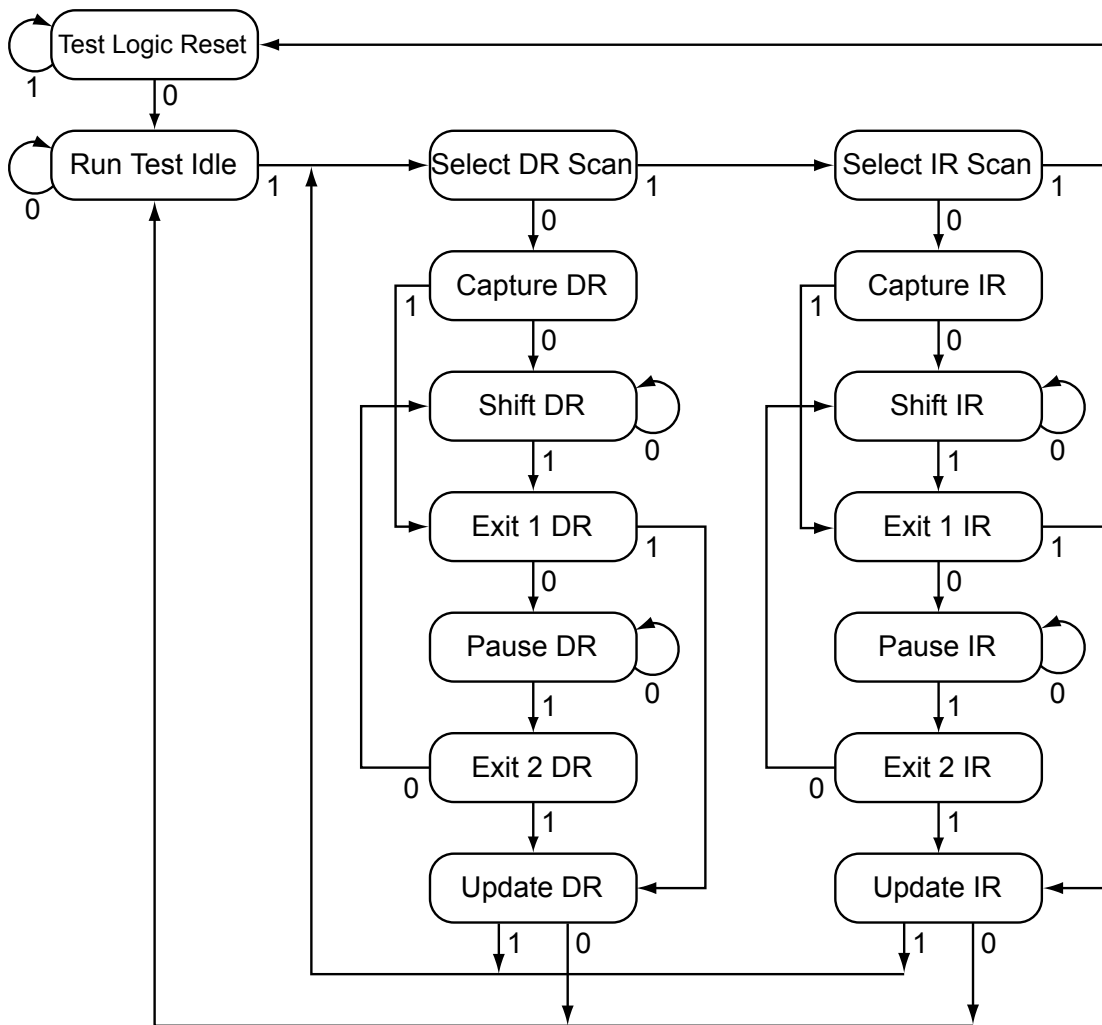 Test Logic Reset
1
0
Run Test Idle
0
1
Select DR Scan
1
0
Select IR Scan
1
0
Capture DR
1
0
Capture IR
1
0
Shift DR
0
1
Shift IR
0
1
Exit 1 DR
1
0
Exit 1 IR
1
0
Pause DR
0
1
Pause IR
0
1
Exit 2 DR
0
1
Exit 2 IR
0
1
Update DR
1
0
Update IR
1
0